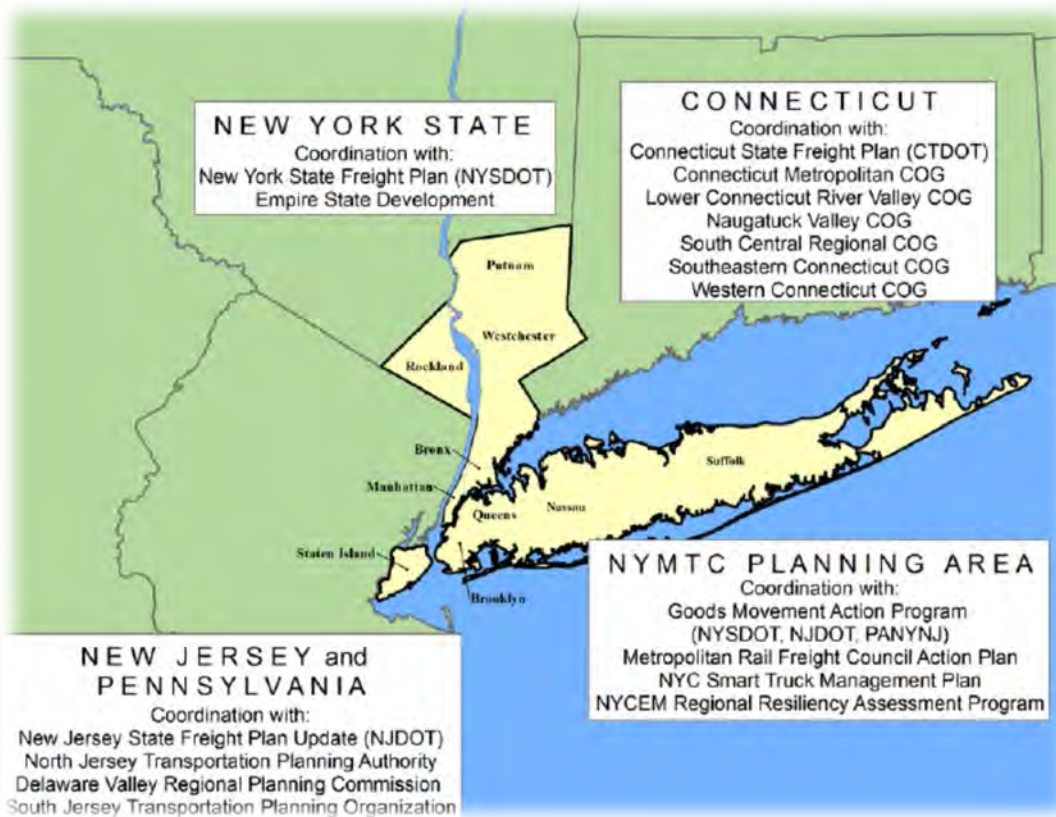 NEW YORK STATE
Coordination with:
New York State Freight Plan (NYSDOT)
Empire State Development
CONNECTICUT
Coordination with:
Connecticut State Freight Plan (CTDOT)
Connecticut Metropolitan COG
Lower Connecticut River Valley COG
Naugatuck Valley COG
South Central Regional COG
Southeastern Connecticut COG
Western Connecticut COG
Putnam
Westchester
Rockland
Bronx
Manhattan
Queens
Nassau
Suffolk
Staten Island
Brooklyn
NYMTC PLANNING AREA
Coordination with:
Goods Movement Action Program
(NYSDOT, NJDOT, PANYNJ)
Metropolitan Rail Freight Council Action Plan
NYC Smart Truck Management Plan
NYCEM Regional Resiliency Assessment Program
NEW JERSEY and
PENNSYLVANIA
Coordination with:
New Jersey State Freight Plan Update (NJDOT)
North Jersey Transportation Planning Authority
Delaware Valley Regional Planning Commission
South Jersey Transportation Planning Organization